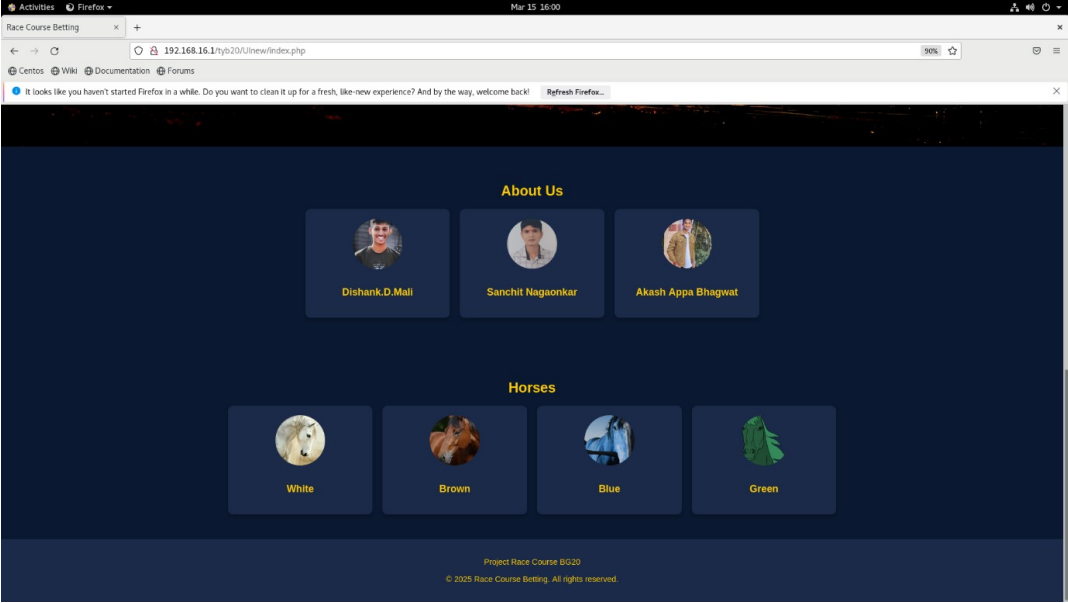 Activities Firefox Mar 15 16:00
Race Course Betting × +
192.168.16.1/tyb20/UInew/index.php 90%
Centos Wiki Documentation Forums
It looks like you haven't started Firefox in a while. Do you want to clean it up for a fresh, like-new experience? And by the way, welcome back! Refresh Firefox...
About Us
Dishank.D.Mali Sanchit Nagaonkar Akash Appa Bhagwat
Horses
White Brown Blue Green
Project Race Course BG20
© 2025 Race Course Betting. All rights reserved.